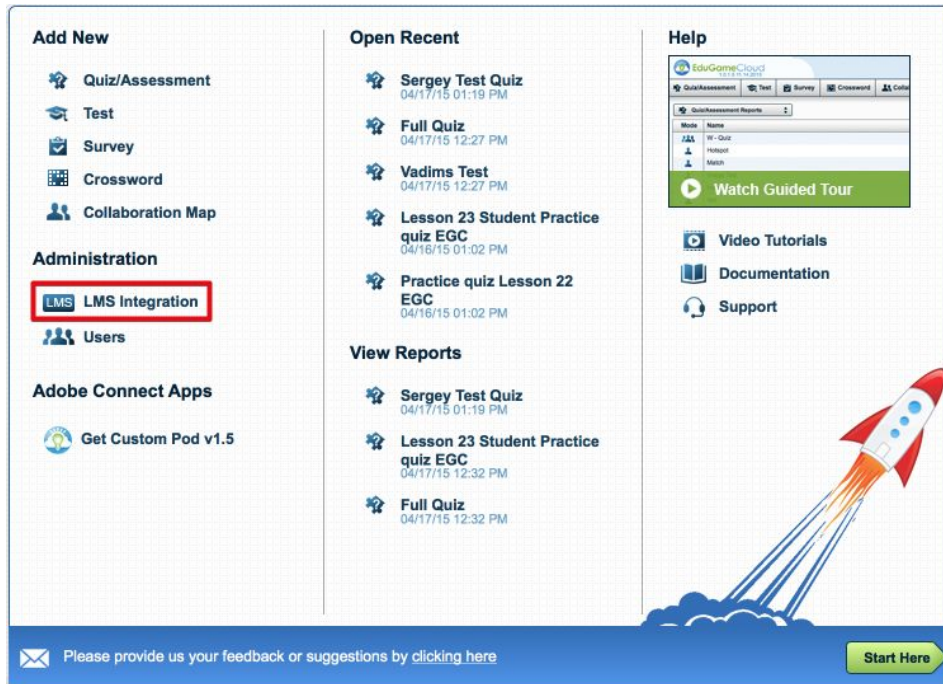 Add New
Quiz/Assessment
Test
Survey
Crossword
Collaboration Map
Administration
LMS
LMS Integration
Users
Adobe Connect Apps
Get Custom Pod v1.5
Open Recent
Sergey Test Quiz
04/17/15 01:19 PM
Full Quiz
04/17/15 12:27 PM
Vadims Test
04/17/15 12:27 PM
Lesson 23 Student Practice
quiz EGC
04/16/15 01:02 PM
Practice quiz Lesson 22
EGC
04/16/15 01:02 PM
View Reports
Sergey Test Quiz
04/17/15 01:19 PM
Lesson 23 Student Practice
quiz EGC
04/17/15 12:32 PM
Full Quiz
04/17/15 12:32 PM
Help
EduGameCloud
Quiz/Assessment Test Survey Crossword Colla
Quiz/Assessment Reports
Mode Name
W - Quiz
Hotspot
Match
Watch Guided Tour
Video Tutorials
Documentation
Support
Please provide us your feedback or suggestions by clicking here
Start Here